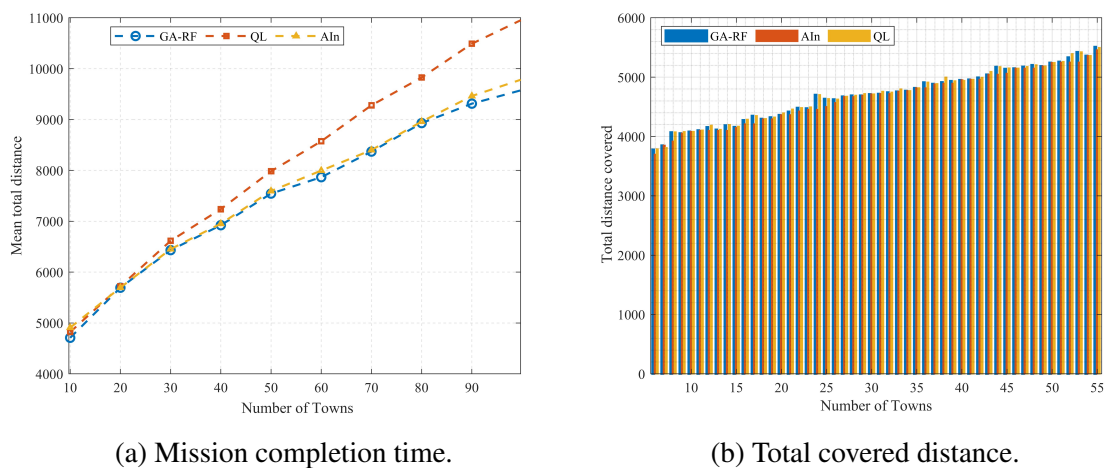 11000
10000
9000
8000
7000
6000
5000
4000
Mean total distance
GA-RF QL AIn
10 20 30 40 50 60 70 80 90
Number of Towns
(a) Mission completion time.
6000
5000
4000
3000
2000
1000
0
Total distance covered
GA-RF AIn QL
10 15 20 25 30 35 40 45 50 55
Number of Towns
(b) Total covered distance.